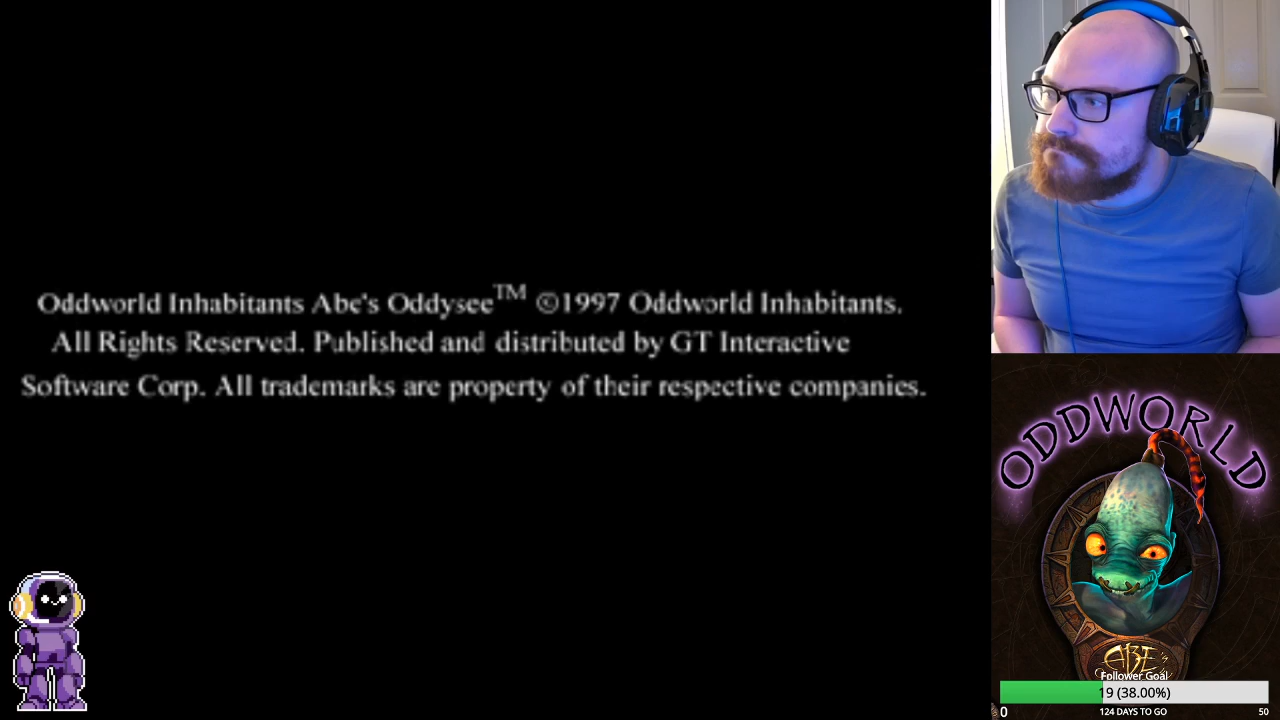 Oddworld Inhabitants Abe's Oddysee™ ©1997 Oddworld Inhabitants.
All Rights Reserved. Published and distributed by GT Interactive
Software Corp. All trademarks are property of their respective companies.
ODDWORLD
ABE's
Follower Goal
19 (38.00%)
0 124 DAYS TO GO 50